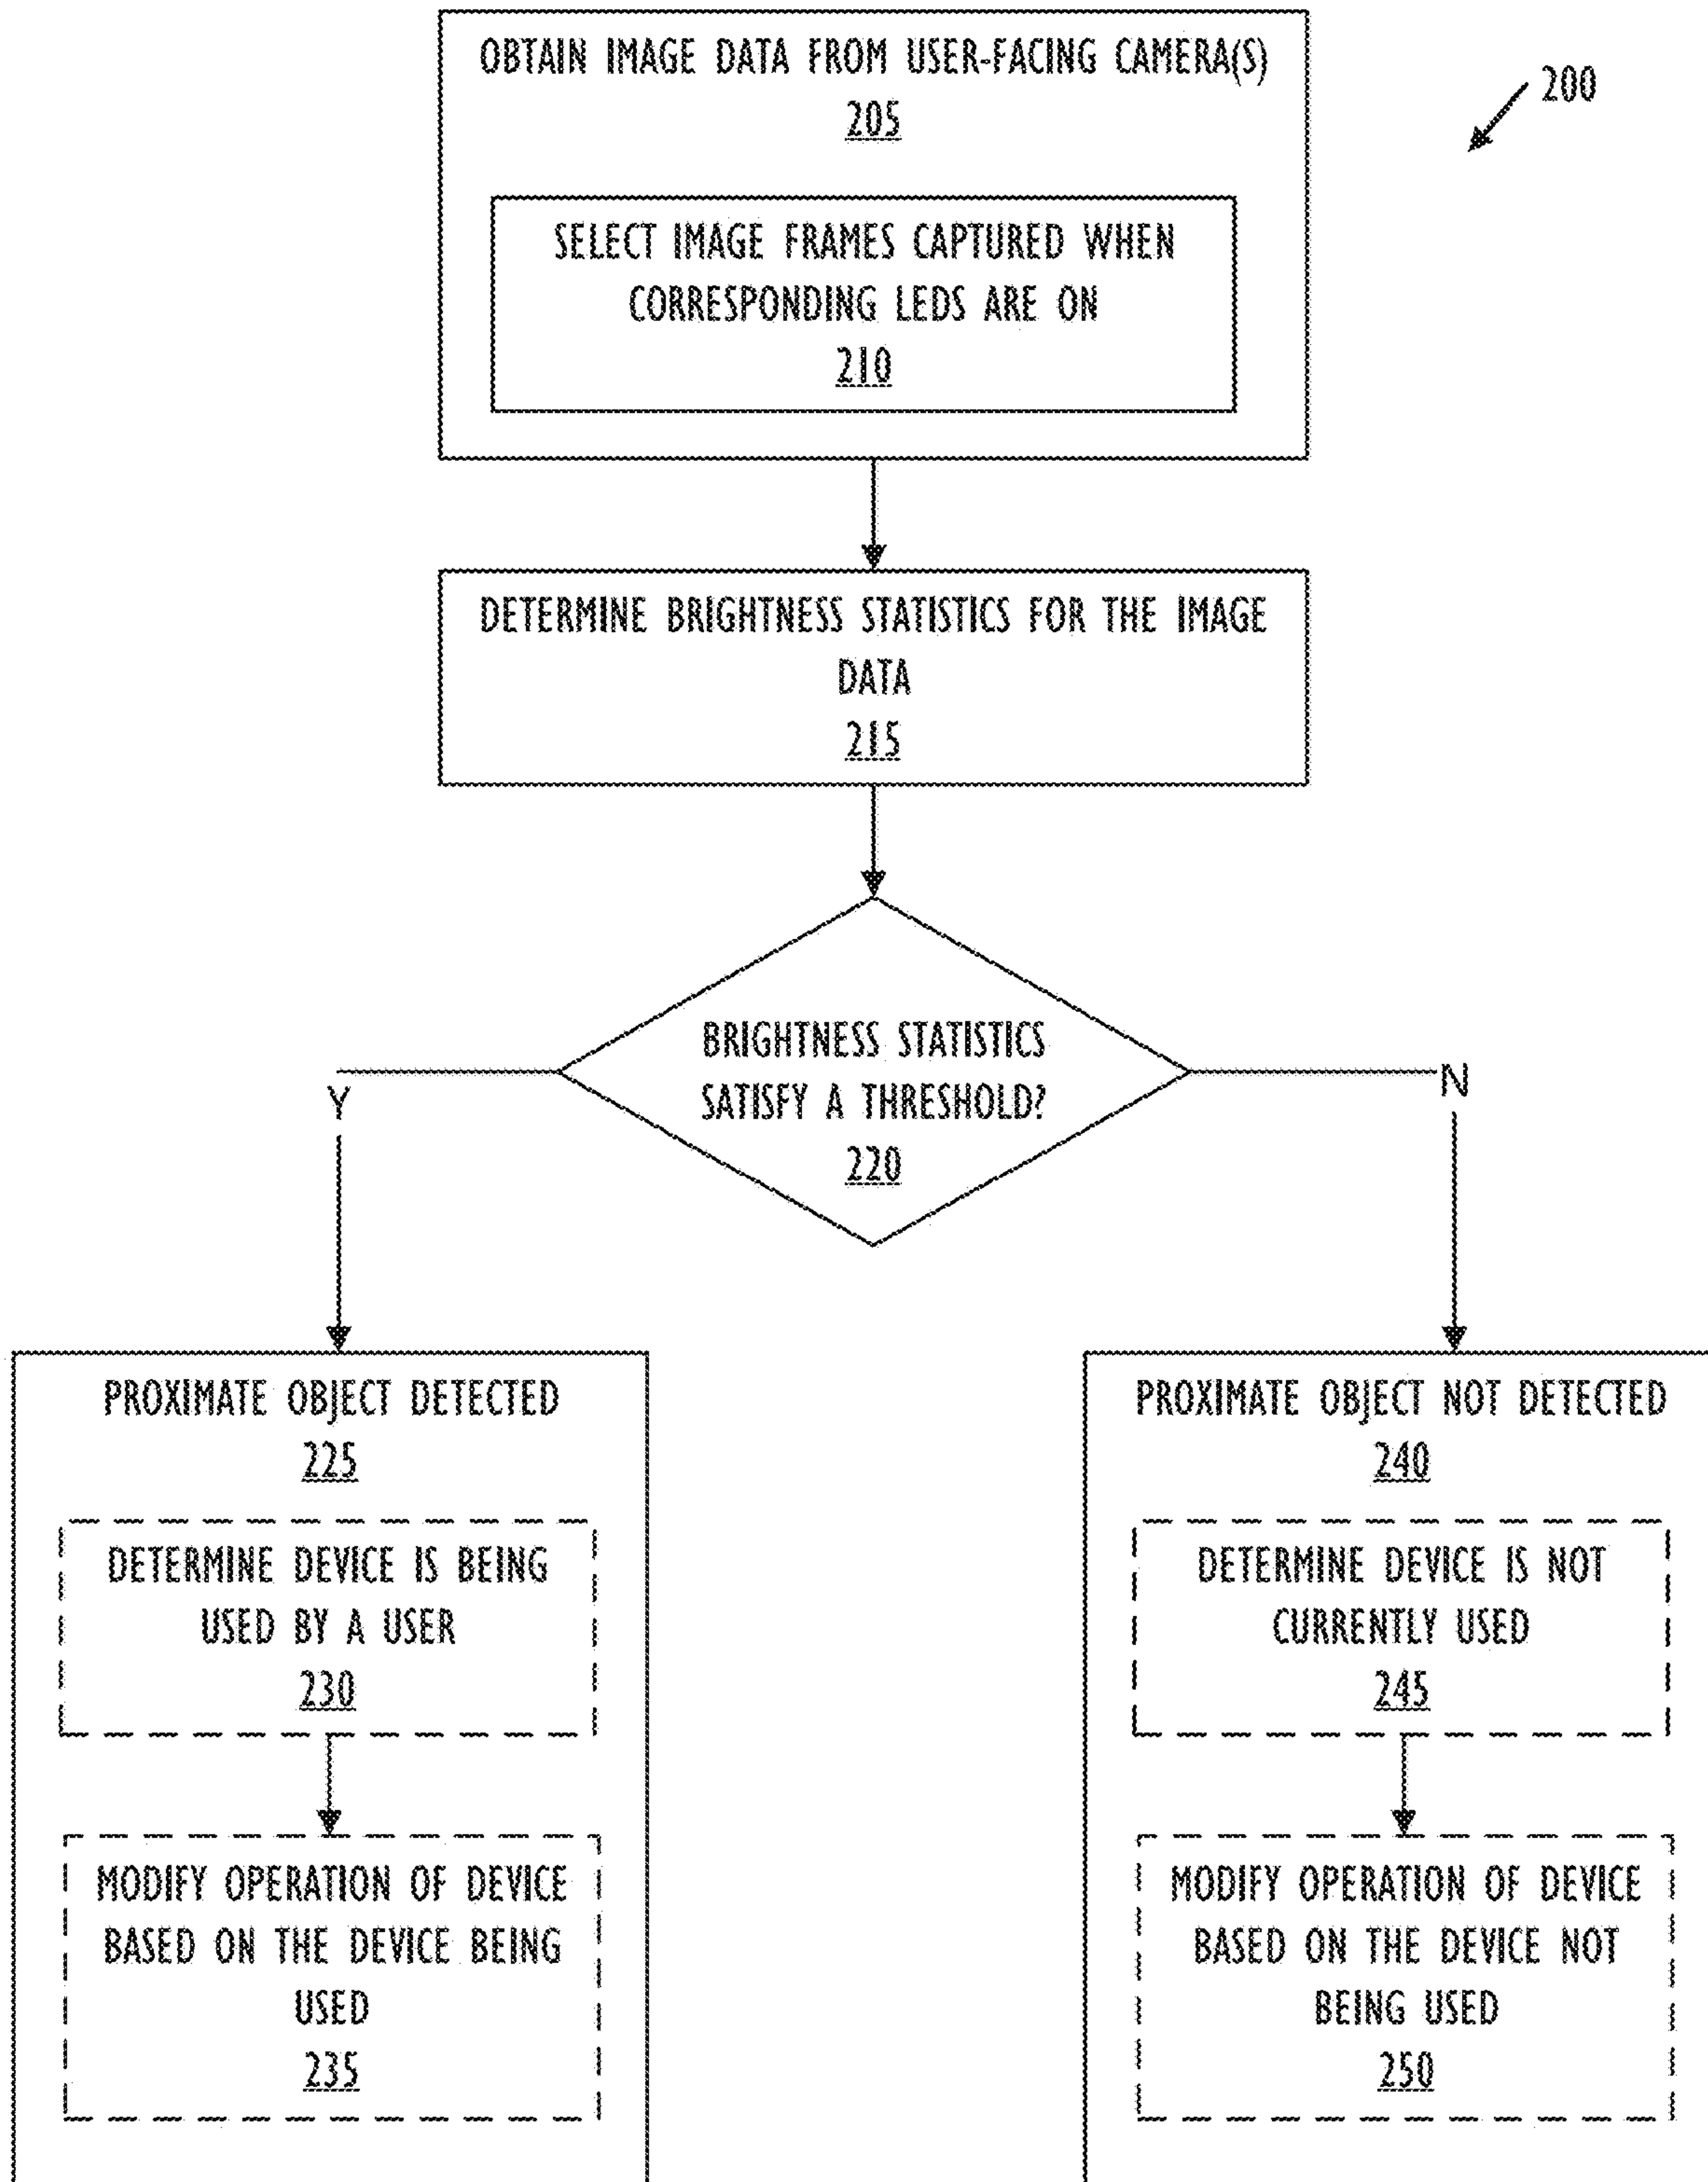 OBTAIN IMAGE DATA FROM USER-FACING CAMERA(S)
205
200
SELECT IMAGE FRAMES CAPTURED WHEN
CORRESPONDING LEDS ARE ON
210
DETERMINE BRIGHTNESS STATISTICS FOR THE IMAGE
DATA
215
BRIGHTNESS STATISTICS
SATISFY A THRESHOLD?
220
Y
N
PROXIMATE OBJECT DETECTED
225
DETERMINE DEVICE IS BEING
USED BY A USER
230
MODIFY OPERATION OF DEVICE
BASED ON THE DEVICE BEING
USED
235
PROXIMATE OBJECT NOT DETECTED
240
DETERMINE DEVICE IS NOT
CURRENTLY USED
245
MODIFY OPERATION OF DEVICE
BASED ON THE DEVICE NOT
BEING USED
250